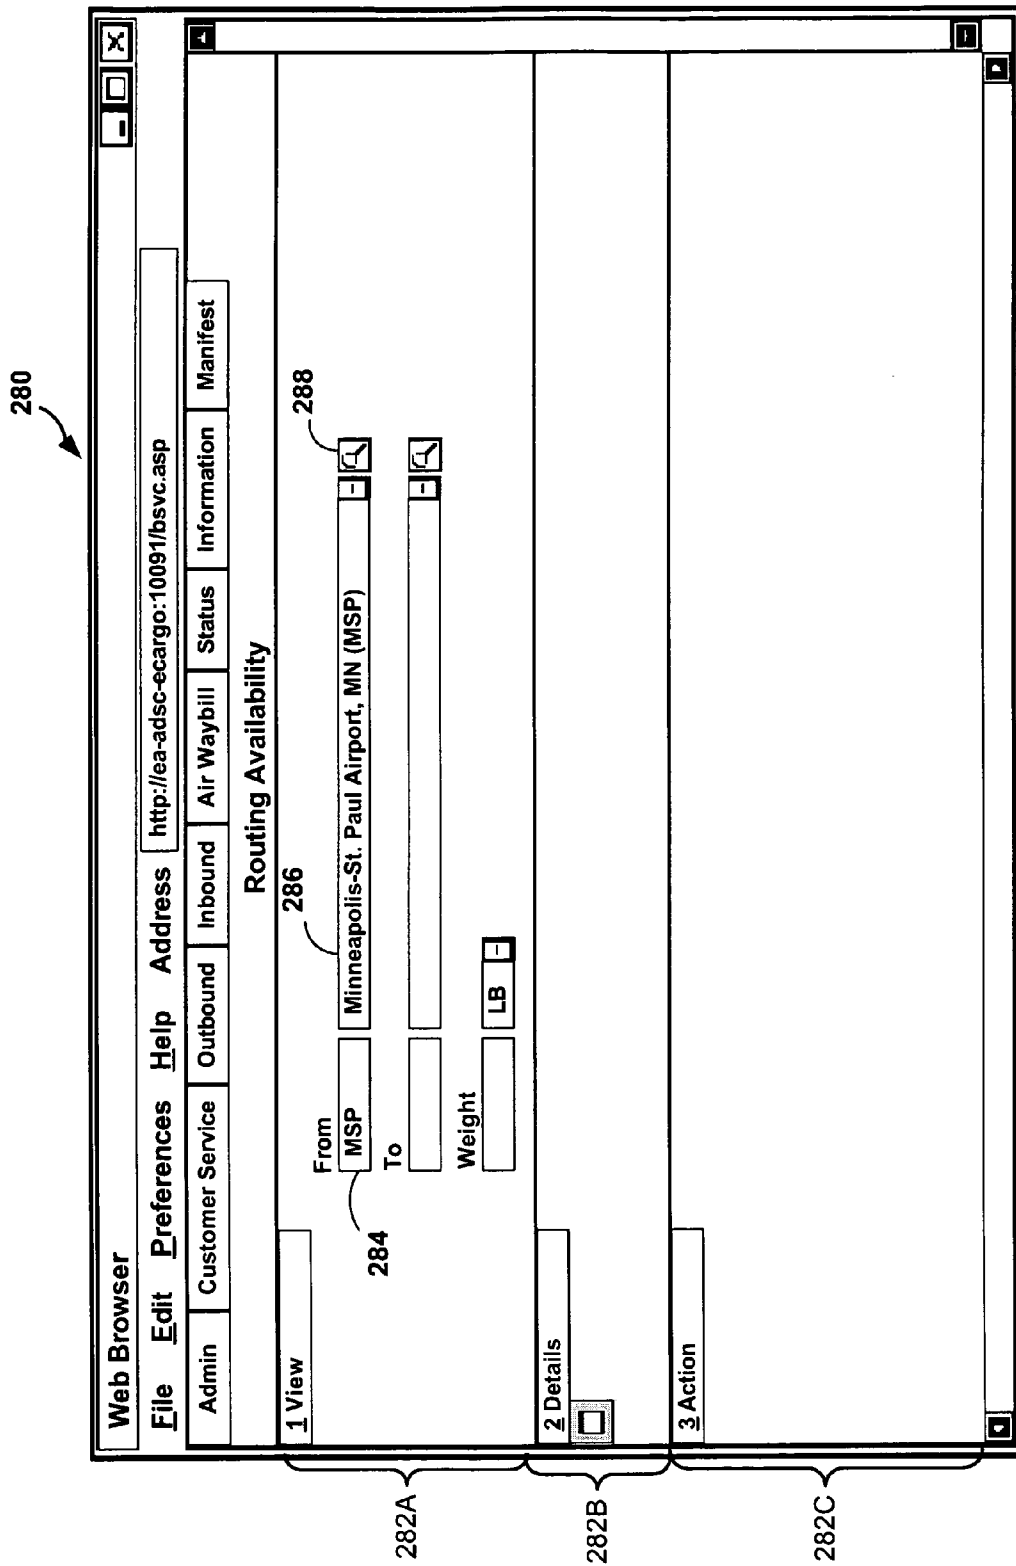 280
Web Browser
File Edit Preferences Help Address http://ea-adsc-ecargo:10091/bsvc.asp
Admin Customer Service Outbound Inbound Air Waybill Status Information Manifest
Routing Availability
1 View
286
288
From
MSP Minneapolis-St. Paul Airport, MN (MSP)
284
To
Weight
LB
2 Details
3 Action
282A
282B
282C